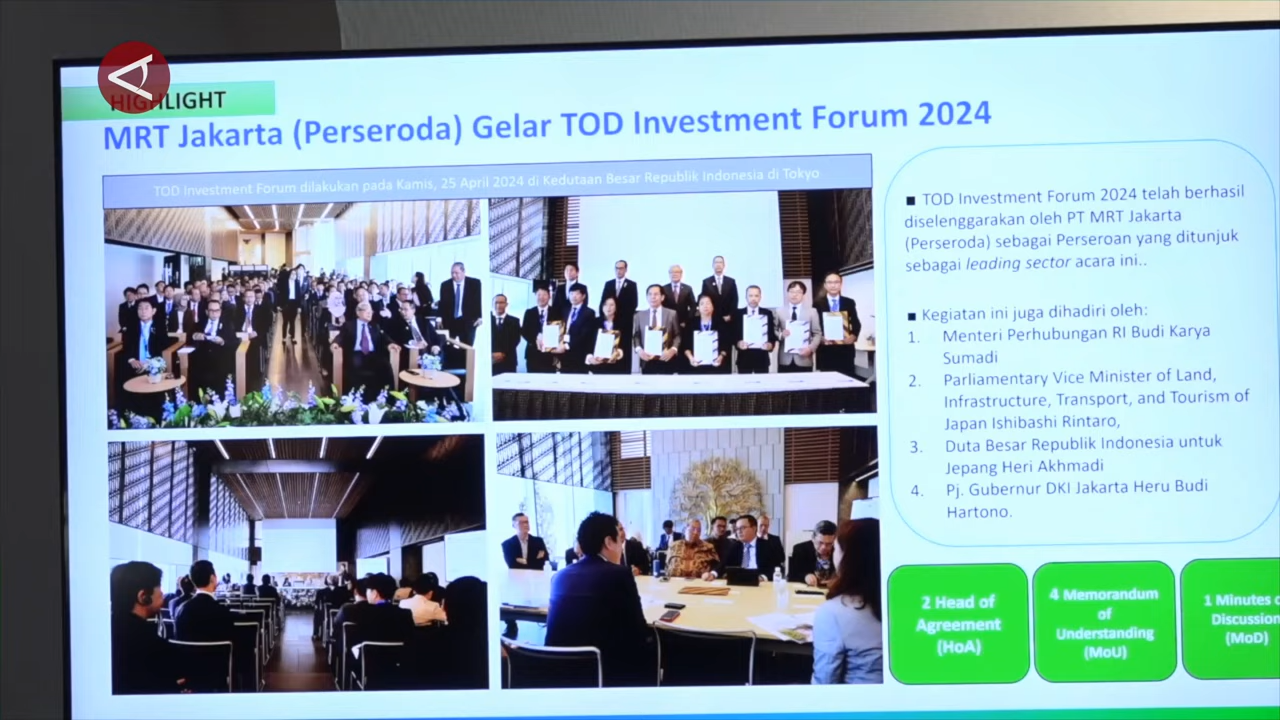 HIGHLIGHT
MRT Jakarta (Perseroda) Gelar TOD Investment Forum 2024
TOD Investment Forum dilakukan pada Kamis, 25 April 2024 di Kedutaan Besar Republik Indonesia di Tokyo
■ TOD Investment Forum 2024 telah berhasil
diselenggarakan oleh PT MRT Jakarta
(Perseroda) sebagai Perseroan yang ditunjuk
sebagai leading sector acara ini..
■ Kegiatan ini juga dihadiri oleh:
1. Menteri Perhubungan RI Budi Karya
Sumadi
2. Parliamentary Vice Minister of Land,
Infrastructure, Transport, and Tourism of
Japan Ishibashi Rintaro,
3. Duta Besar Republik Indonesia untuk
Jepang Heri Akhmadi
4. Pj. Gubernur DKI Jakarta Heru Budi
Hartono.
2 Head of
Agreement
(HoA)
4 Memorandum
of
Understanding
(MoU)
1 Minutes
Discussion
(MoD)